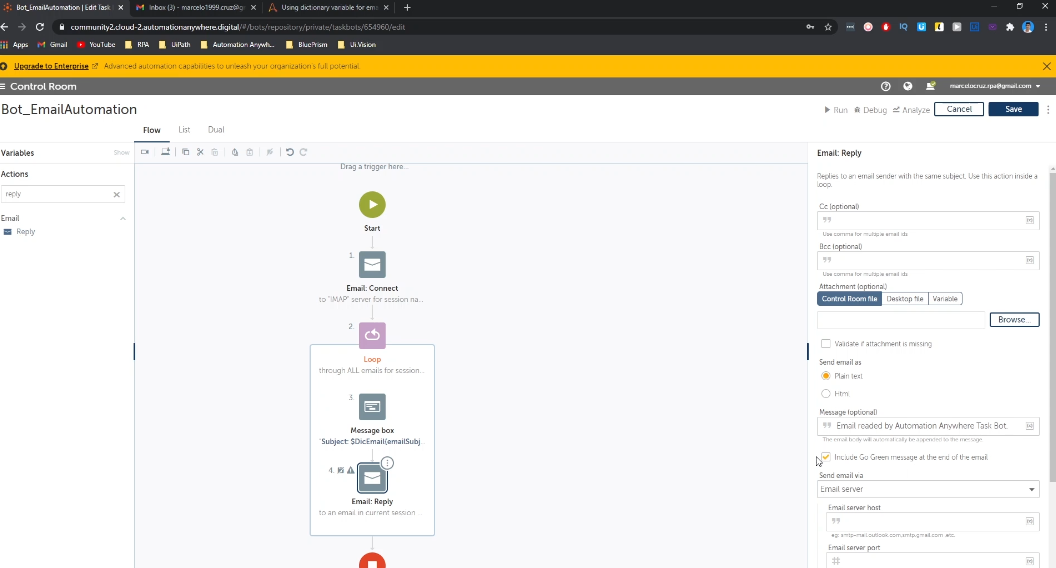 Bot_EmailAutomation | Edit Task
Inbox (3) - marcelo1999.cruz@g
Using dictionary variable for em
community2.cloud-2.automationanywhere.digital/#/bots/repository/private/taskbots/654960/edit
Apps Gmail YouTube RPA UiPath Automation Anywh... BluePrism Ui.Vision
Upgrade to Enterprise Advanced automation capabilities to unleash your organization's full potential.
Control Room
marcelocruz.rpa@gmail.com
Bot_EmailAutomation
Run Debug Analyze Cancel Save
Flow List Dual
Variables Show
Actions
reply
Email
Reply
Drag a trigger here...
Start
1.
Email: Connect
to "IMAP" server for session na...
2.
Loop
through ALL emails for session...
3.
Message box
"Subject: $DicEmail{emailSubj...
4.
Email: Reply
to an email in current session...
Email: Reply
Replies to an email sender with the same subject. Use this action inside a
loop.
Cc (optional)
Use comma for multiple email ids
Bcc (optional)
Use comma for multiple email ids
Attachment (optional)
Control Room file Desktop file Variable
Browse...
Validate if attachment is missing
Send email as
Plain text
Html
Message (optional)
Email readed by Automation Anywhere Task Bot.
The email body will automatically be appended to the message
Include Go Green message at the end of the email
Send email via
Email server
Email server host
eg: smtp-mail.outlook.com,smtp.gmail.com ,etc.
Email server port